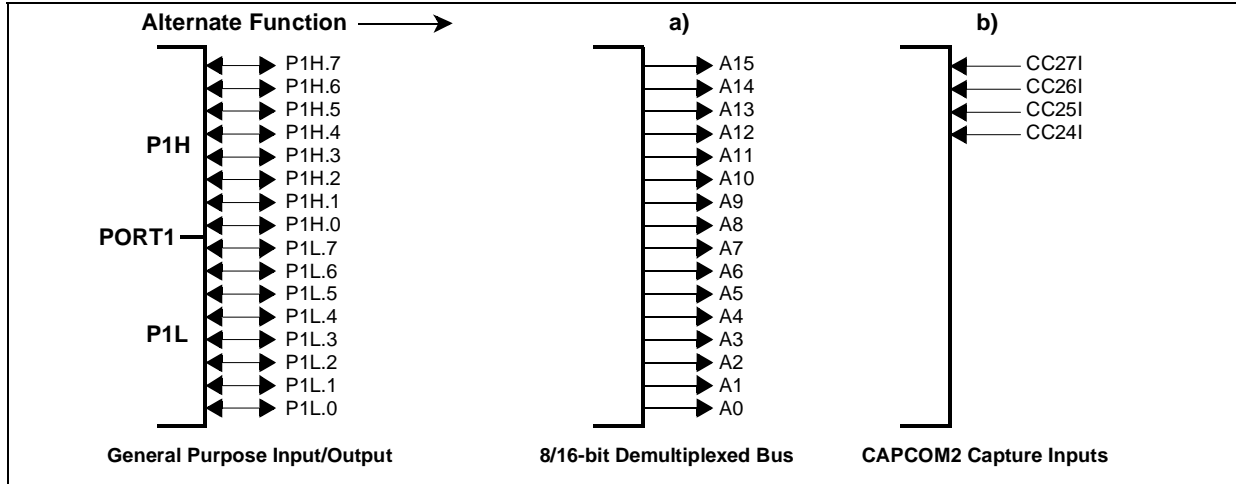 Alternate Function a) b)
P1H.7 A15 CC27I
P1H.6 A14 CC26I
P1H.5 A13 CC25I
P1H.4 A12 CC24I
P1H P1H.3 A11
P1H.2 A10
P1H.1 A9
P1H.0 A8
PORT1 P1L.7 A7
P1L.6 A6
P1L.5 A5
P1L.4 A4
P1L P1L.3 A3
P1L.2 A2
P1L.1 A1
P1L.0 A0
General Purpose Input/Output 8/16-bit Demultiplexed Bus CAPCOM2 Capture Inputs